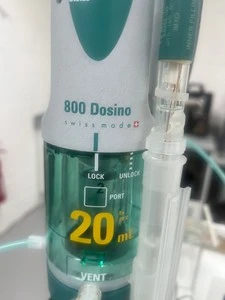 800 Dosino
swiss made
LOCK
UNLOCK
PORT
20 mL
VENT